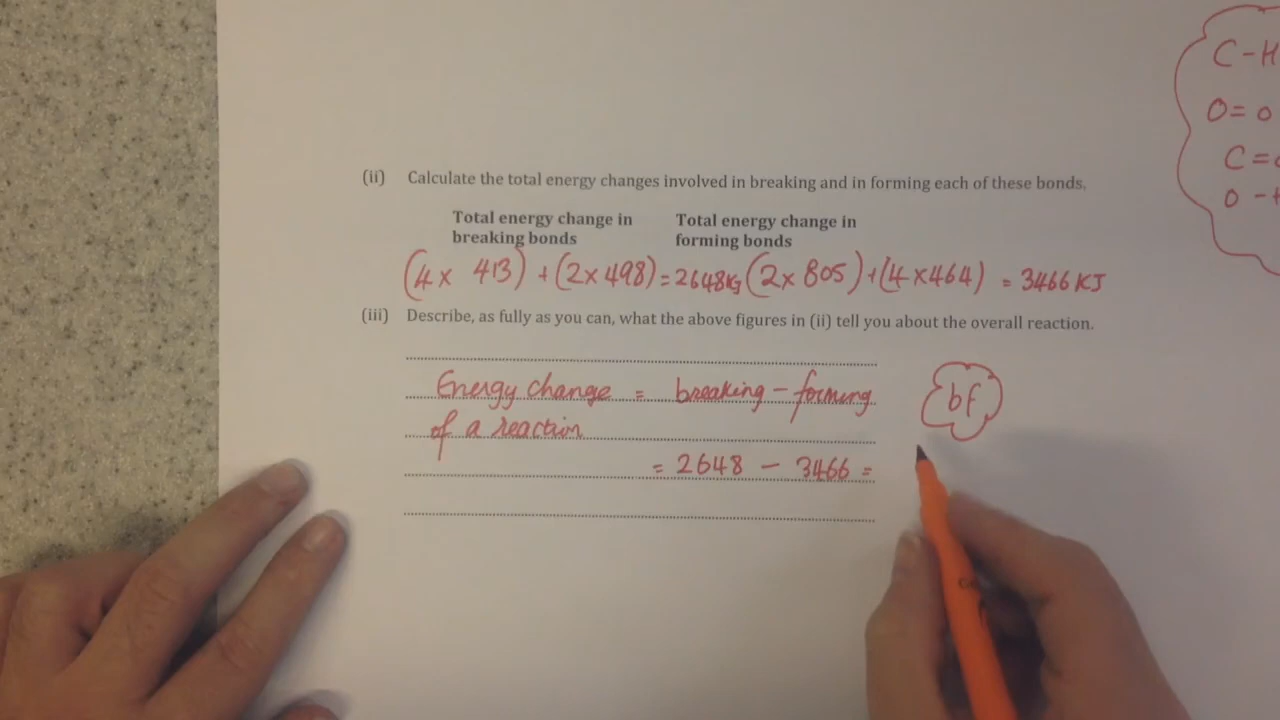 C-H
O= O
C=
O -
(ii) Calculate the total energy changes involved in breaking and in forming each of these bonds.
Total energy change in breaking bonds
Total energy change in forming bonds
(4 x 413) + (2 x 498) = 2648 KJ (2 x 805) + (4 x 464) = 3466 KJ
(iii) Describe, as fully as you can, what the above figures in (ii) tell you about the overall reaction.
Energy change = breaking - forming
of a reaction
bf
= 2648 - 3466 =